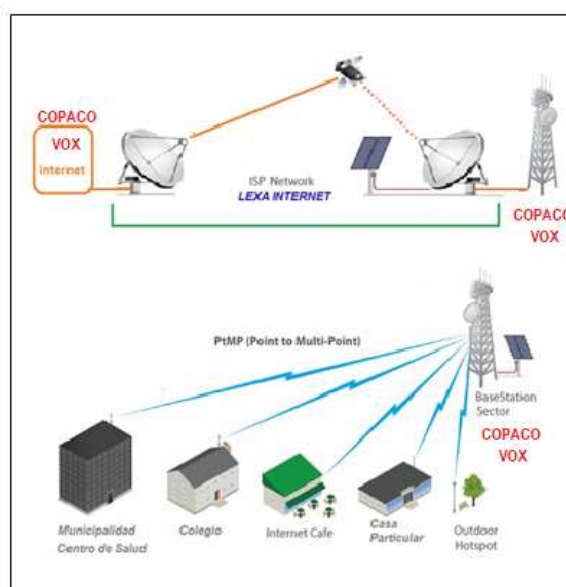 COPACO
VOX
Internet
ISP Network
LEXA INTERNET
COPACO
VOX
PtMP (Point to Multi-Point)
BaseStation
Sector
COPACO
VOX
Municipalidad
Centro de Salud
Colegio
Internet Cafe
Casa
Particular
Outdoor
Hotspot